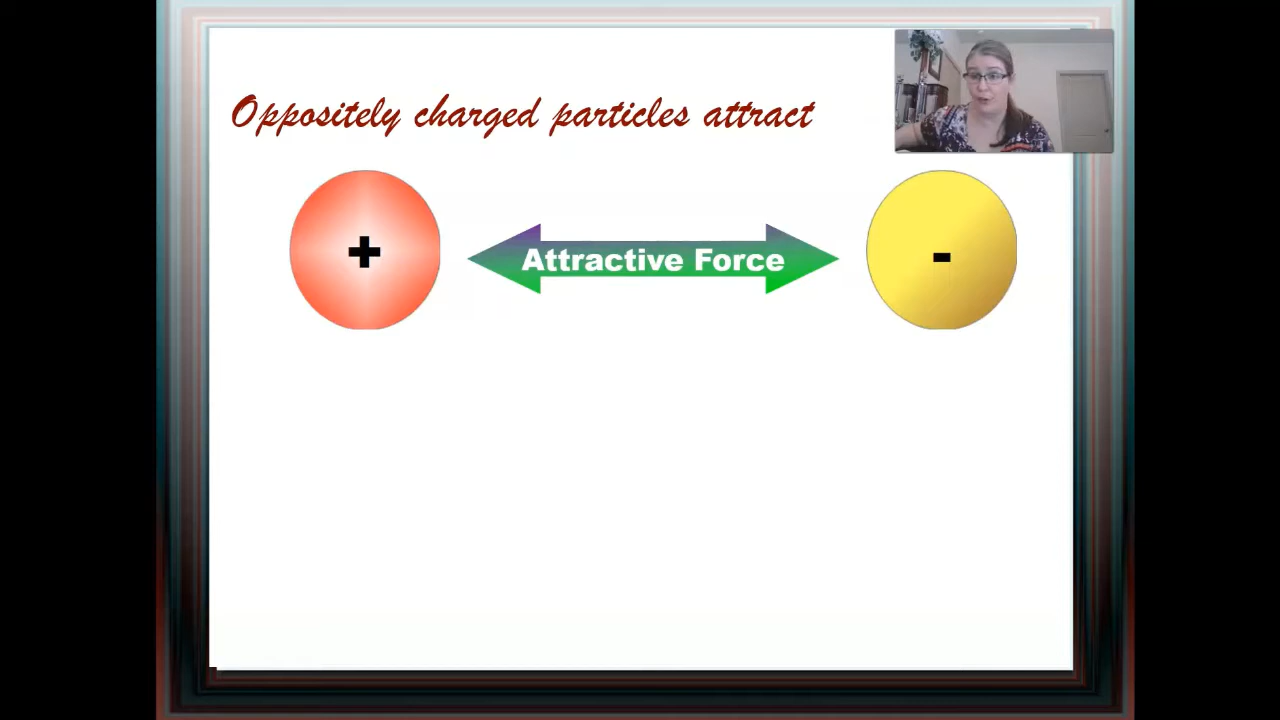 Oppositely charged particles attract
+
Attractive Force
-